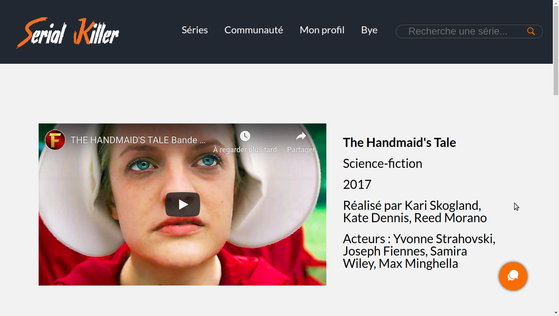 Serial Killer
Séries Communauté Mon profil Bye
Recherche une série...
THE HANDMAID'S TALE Bande ...
À regarder plus tard Partager
The Handmaid's Tale
Science-fiction
2017
Réalisé par Kari Skogland,
Kate Dennis, Reed Morano
Acteurs : Yvonne Strahovski,
Joseph Fiennes, Samira
Wiley, Max Minghella